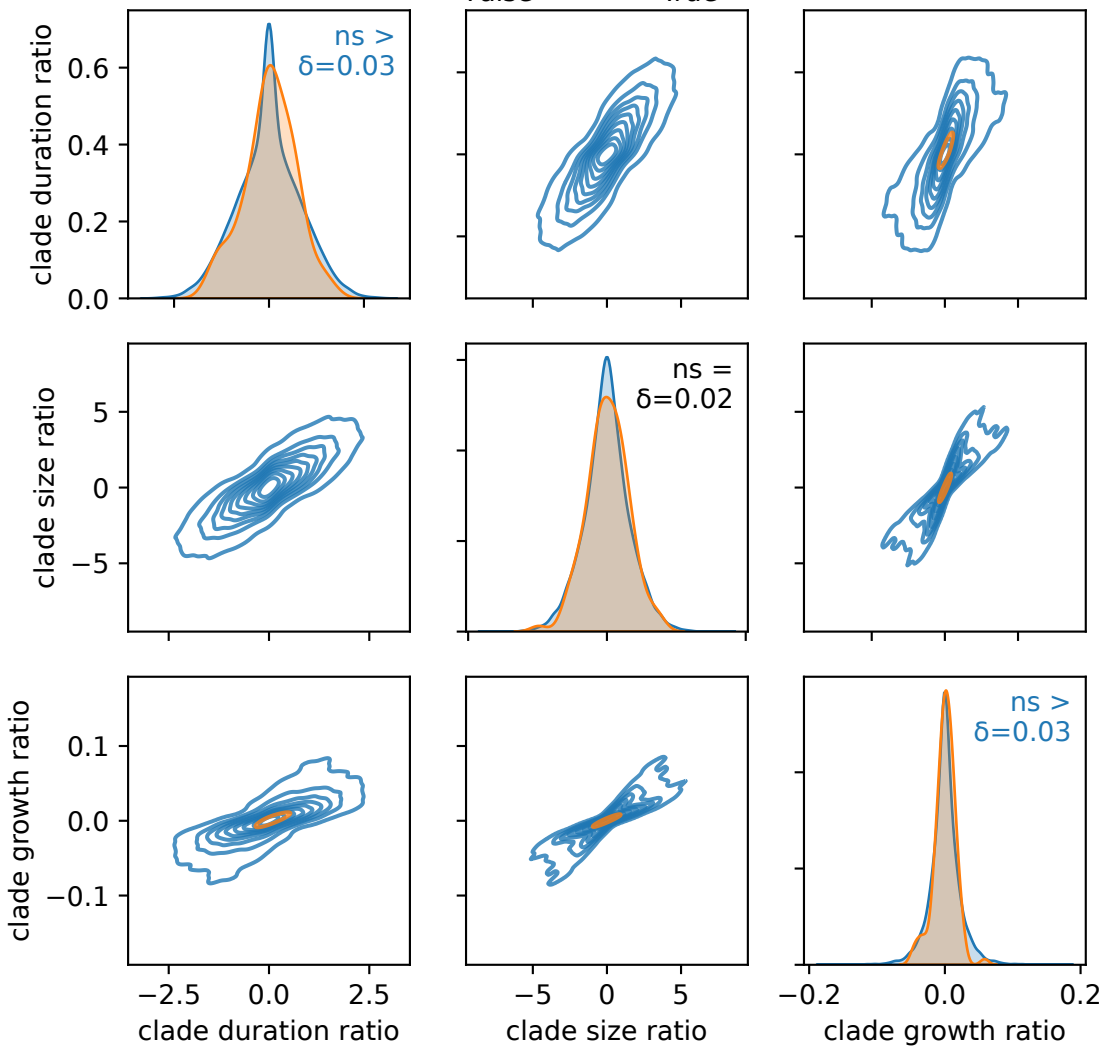 clade duration ratio
0.6
0.4
0.2
0.0
ns >
δ=0.03
clade size ratio
5
0
−5
ns =
δ=0.02
clade growth ratio
0.1
0.0
−0.1
ns >
δ=0.03
−2.5 0.0 2.5
−5 0 5
−0.2 0.0 0.2
clade duration ratio
clade size ratio
clade growth ratio